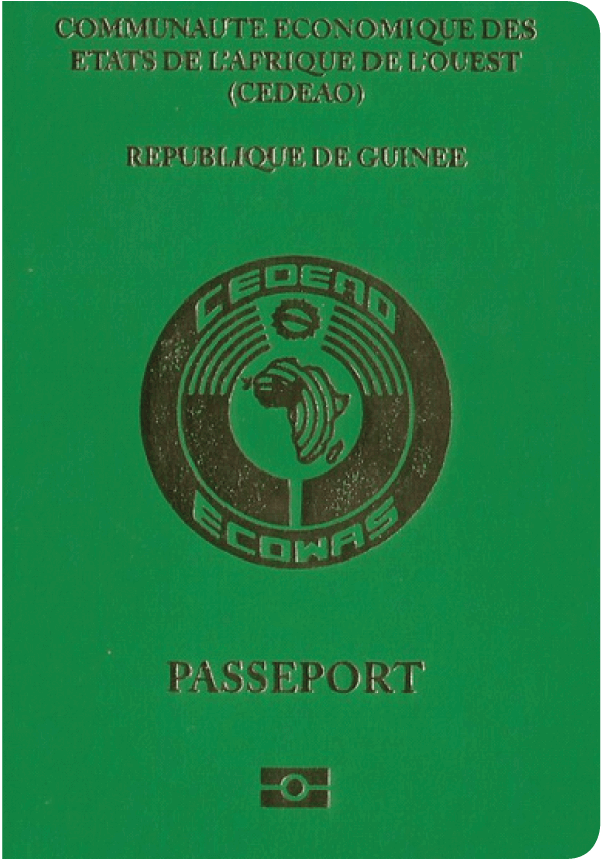 COMMUNAUTE ECONOMIQUE DES
ETATS DE L'AFRIQUE DE L'OUEST
(CEDEAO)
REPUBLIQUE DE GUINEE
CEDEAO
ECOWAS
PASSEPORT